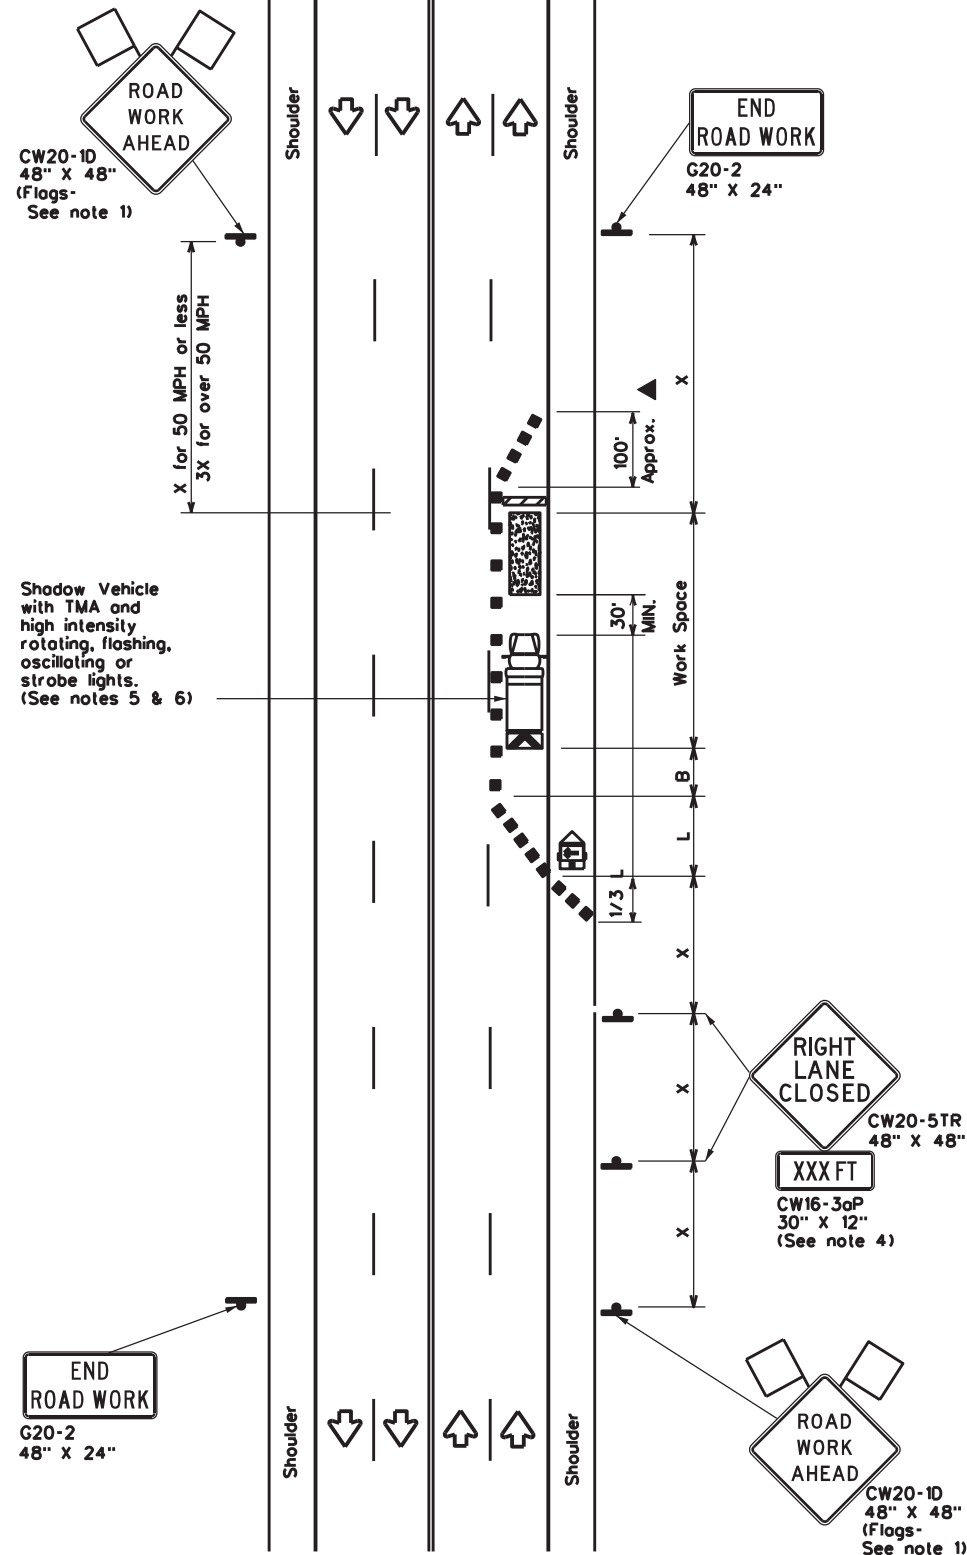 ROAD
WORK
AHEAD
CW20-1D
48" X 48"
(Flags-
See note 1)
Shoulder
Shoulder
END
ROAD WORK
G20-2
48" X 24"
X for 50 MPH or less
3X for over 50 MPH
X
100'
Approx.
Shadow Vehicle
with TMA and
high intensity
rotating, flashing,
oscillating or
strobe lights.
(See notes 5 & 6)
30'
MIN.
Work Space
B
L
1/3 L
X
X
X
RIGHT
LANE
CLOSED
CW20-5TR
48" X 48"
XXX FT
CW16-3aP
30" X 12"
(See note 4)
END
ROAD WORK
G20-2
48" X 24"
Shoulder
Shoulder
ROAD
WORK
AHEAD
CW20-1D
48" X 48"
(Flags-
See note 1)